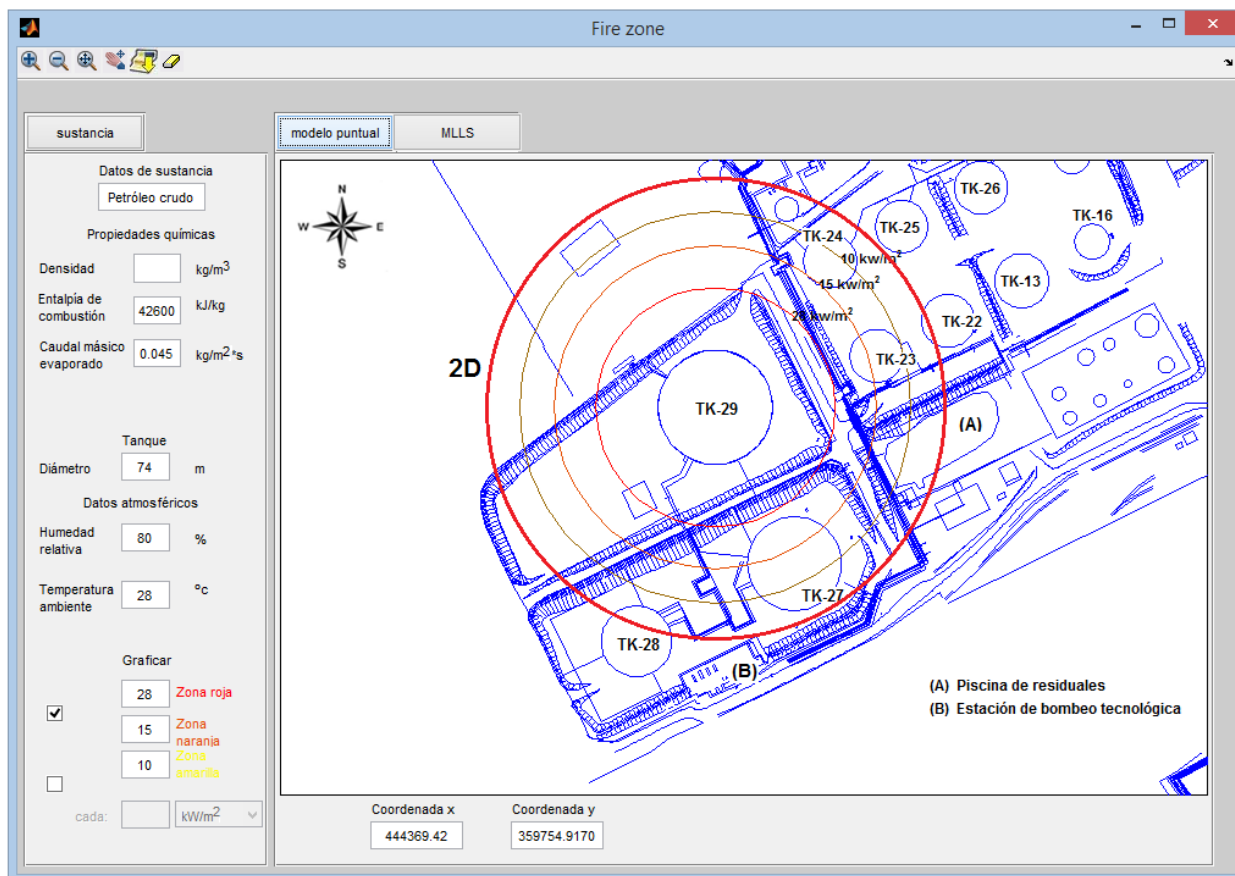 Fire zone
sustancia
modelo puntual
MLLS
Datos de sustancia
Petróleo crudo
Propiedades químicas
Densidad
kg/m3
Entalpía de
combustión
42600
kJ/kg
Caudal másico
evaporado
0.045
kg/m2*s
Tanque
Diámetro
74
m
Datos atmosféricos
Humedad
relativa
80
%
Temperatura
ambiente
28
ºc
Graficar
28
Zona roja
15
Zona
naranja
10
Zona
amarilla
cada:
kW/m2
N
W
E
S
TK-26
TK-25
TK-24
TK-16
10 kw/m2
15 kw/m2
TK-13
28 kw/m2
TK-22
TK-23
2D
TK-29
(A)
TK-27
TK-28
(B)
(A) Piscina de residuales
(B) Estación de bombeo tecnológica
Coordenada x
444369.42
Coordenada y
359754.9170